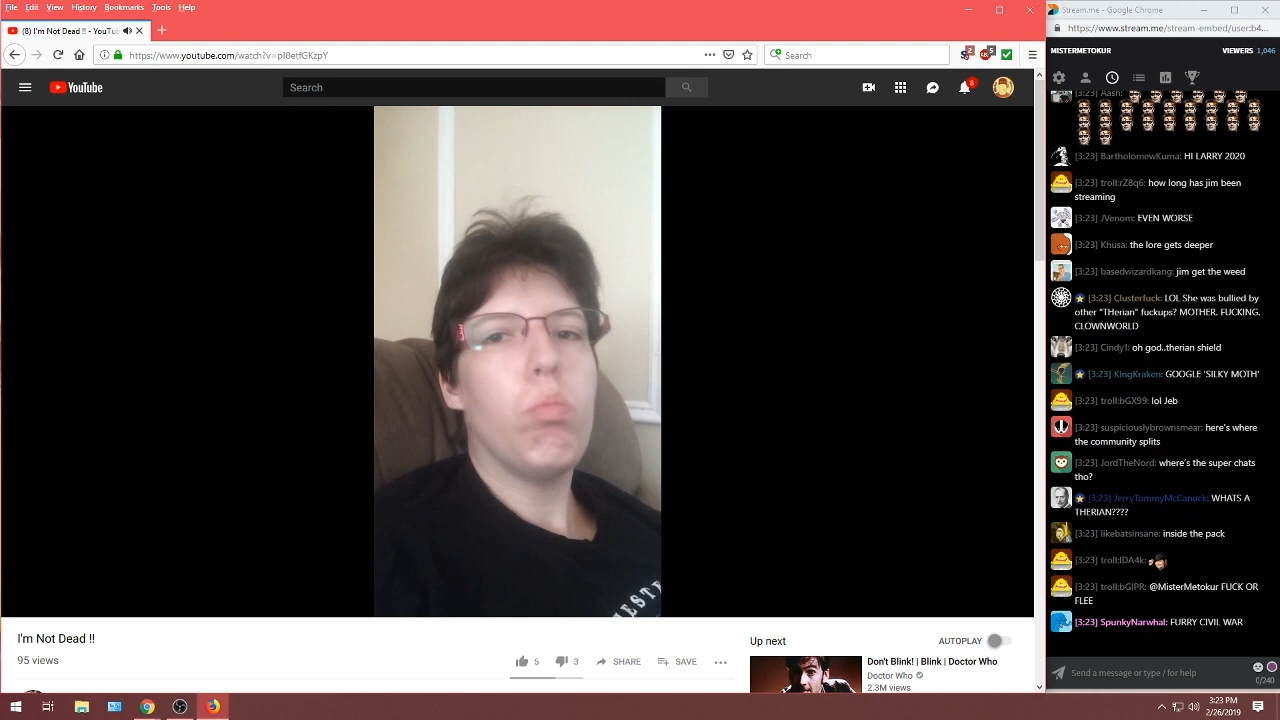 File Edit View History Bookmarks Tools Help
(8) I'm Not Dead !! - YouTub
https://www.youtube.com/watch?v=pI8etfGKzpY
Search
2
5
YouTube
Search
8
HESTE
I'm Not Dead !!
95 views
5
3
SHARE
SAVE
Up next
AUTOPLAY
Don't Blink! | Blink | Doctor Who
Doctor Who
2.3M views
Stream.me - Google Chrome
https://www.stream.me/stream-embed/user:b4...
MISTERMETOKUR
VIEWERS 1,046
[3:23] Aash:
[3:23] BartholomewKuma: HI LARRY 2020
[3:23] troll:rZ8q6: how long has jim been
streaming
[3:23] JVenom: EVEN WORSE
[3:23] Khusa: the lore gets deeper
[3:23] basedwizardkang: jim get the weed
[3:23] Clusterfuck: LOL She was bullied by
other "THerian" fuckups? MOTHER. FUCKING.
CLOWNWORLD
[3:23] Cindy1: oh god..therian shield
[3:23] KingKraken: GOOGLE 'SILKY MOTH'
[3:23] troll:bGX99: lol Jeb
[3:23] suspiciouslybrownsmear: here's where
the community splits
[3:23] JordTheNord: where's the super chats
tho?
[3:23] JerryTommyMcCanuck: WHATS A
THERIAN????
[3:23] likebatsinsane: inside the pack
[3:23] troll:IDA4k:
[3:23] troll:bGIPR: @MisterMetokur FUCK OR
FLEE
[3:23] SpunkyNarwhal: FURRY CIVIL WAR
Send a message or type / for help
0/240
3:23 PM
2/26/2019